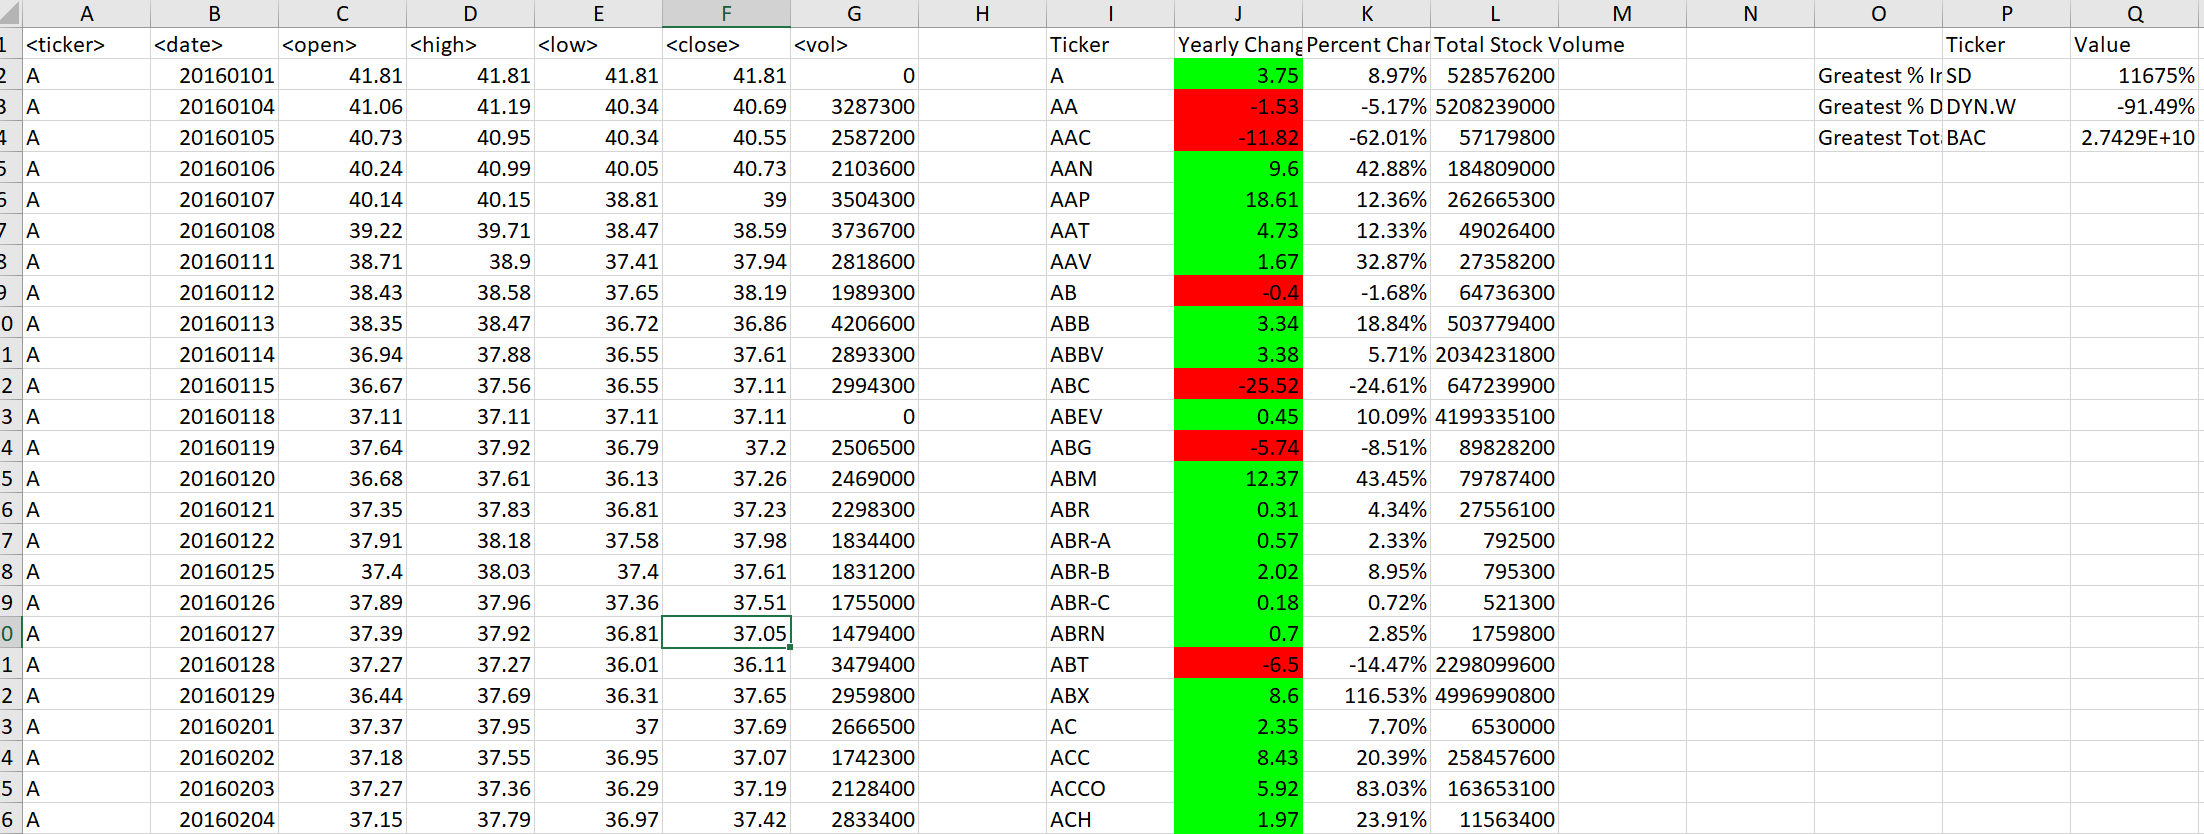 A B C D E F G H I J K L M N O P Q
1 <ticker> <date> <open> <high> <low> <close> <vol> Ticker Yearly Chang Percent Char Total Stock Volume Ticker Value
2 A 20160101 41.81 41.81 41.81 41.81 0 A 3.75 8.97% 528576200 Greatest % Ir SD 11675%
3 A 20160104 41.06 41.19 40.34 40.69 3287300 AA -1.53 -5.17% 5208239000 Greatest % D DYN.W -91.49%
4 A 20160105 40.73 40.95 40.34 40.55 2587200 AAC -11.82 -62.01% 57179800 Greatest Tot BAC 2.7429E+10
5 A 20160106 40.24 40.99 40.05 40.73 2103600 AAN 9.6 42.88% 184809000
6 A 20160107 40.14 40.15 38.81 39 3504300 AAP 18.61 12.36% 262665300
7 A 20160108 39.22 39.71 38.47 38.59 3736700 AAT 4.73 12.33% 49026400
8 A 20160111 38.71 38.9 37.41 37.94 2818600 AAV 1.67 32.87% 27358200
9 A 20160112 38.43 38.58 37.65 38.19 1989300 AB -0.4 -1.68% 64736300
0 A 20160113 38.35 38.47 36.72 36.86 4206600 ABB 3.34 18.84% 503779400
1 A 20160114 36.94 37.88 36.55 37.61 2893300 ABBV 3.38 5.71% 2034231800
2 A 20160115 36.67 37.56 36.55 37.11 2994300 ABC -25.52 -24.61% 647239900
3 A 20160118 37.11 37.11 37.11 37.11 0 ABEV 0.45 10.09% 4199335100
4 A 20160119 37.64 37.92 36.79 37.2 2506500 ABG -5.74 -8.51% 89828200
5 A 20160120 36.68 37.61 36.13 37.26 2469000 ABM 12.37 43.45% 79787400
6 A 20160121 37.35 37.83 36.81 37.23 2298300 ABR 0.31 4.34% 27556100
7 A 20160122 37.91 38.18 37.58 37.98 1834400 ABR-A 0.57 2.33% 792500
8 A 20160125 37.4 38.03 37.4 37.61 1831200 ABR-B 2.02 8.95% 795300
9 A 20160126 37.89 37.96 37.36 37.51 1755000 ABR-C 0.18 0.72% 521300
0 A 20160127 37.39 37.92 36.81 37.05 1479400 ABRN 0.7 2.85% 1759800
1 A 20160128 37.27 37.27 36.01 36.11 3479400 ABT -6.5 -14.47% 2298099600
2 A 20160129 36.44 37.69 36.31 37.65 2959800 ABX 8.6 116.53% 4996990800
3 A 20160201 37.37 37.95 37 37.69 2666500 AC 2.35 7.70% 6530000
4 A 20160202 37.18 37.55 36.95 37.07 1742300 ACC 8.43 20.39% 258457600
5 A 20160203 37.27 37.36 36.29 37.19 2128400 ACCO 5.92 83.03% 163653100
6 A 20160204 37.15 37.79 36.97 37.42 2833400 ACH 1.97 23.91% 11563400